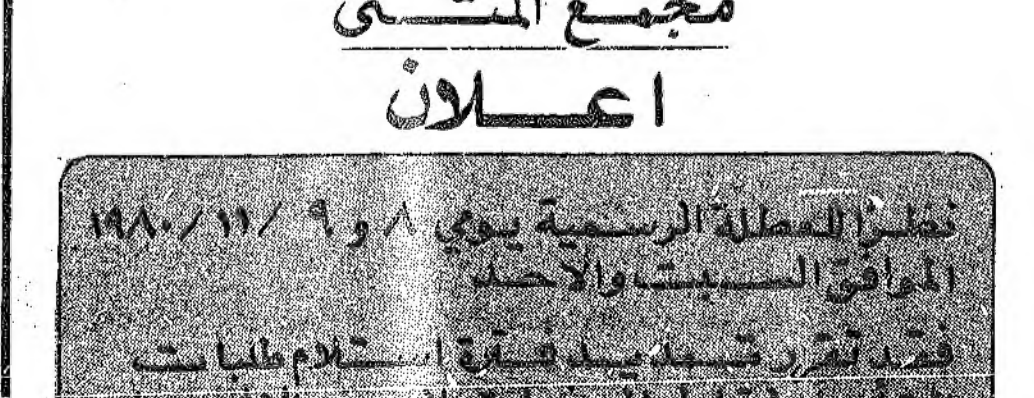 مجمع المثنى
اعلان
نظرا للعطلة الرسمية يومي ٨ و ٩ /١١/ ١٩٨٠
الموافق السبت والاحد
فقد تقرر تمديد فترة استلام طلبات